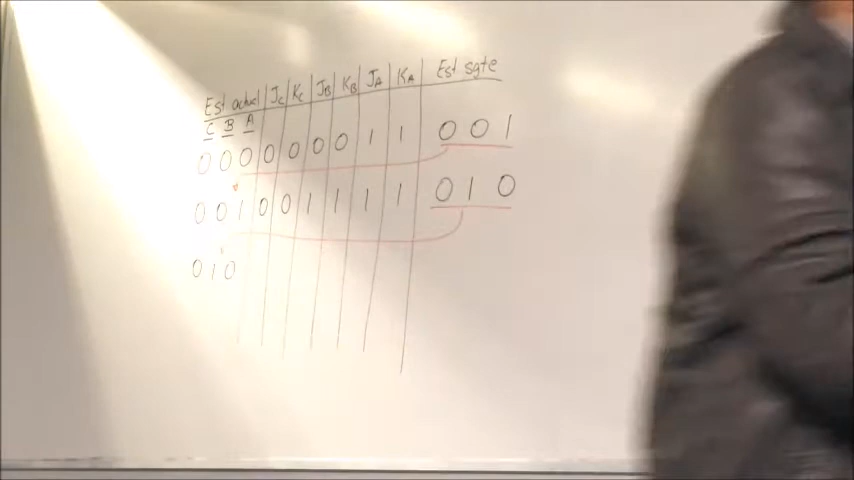 Est actual Jc Kc JB KB JA KA Est sgte
C B A
0 0 0 0 0 0 0 1 1 0 0 1
0 0 1 0 0 1 1 1 1 0 1 0
0 1 0